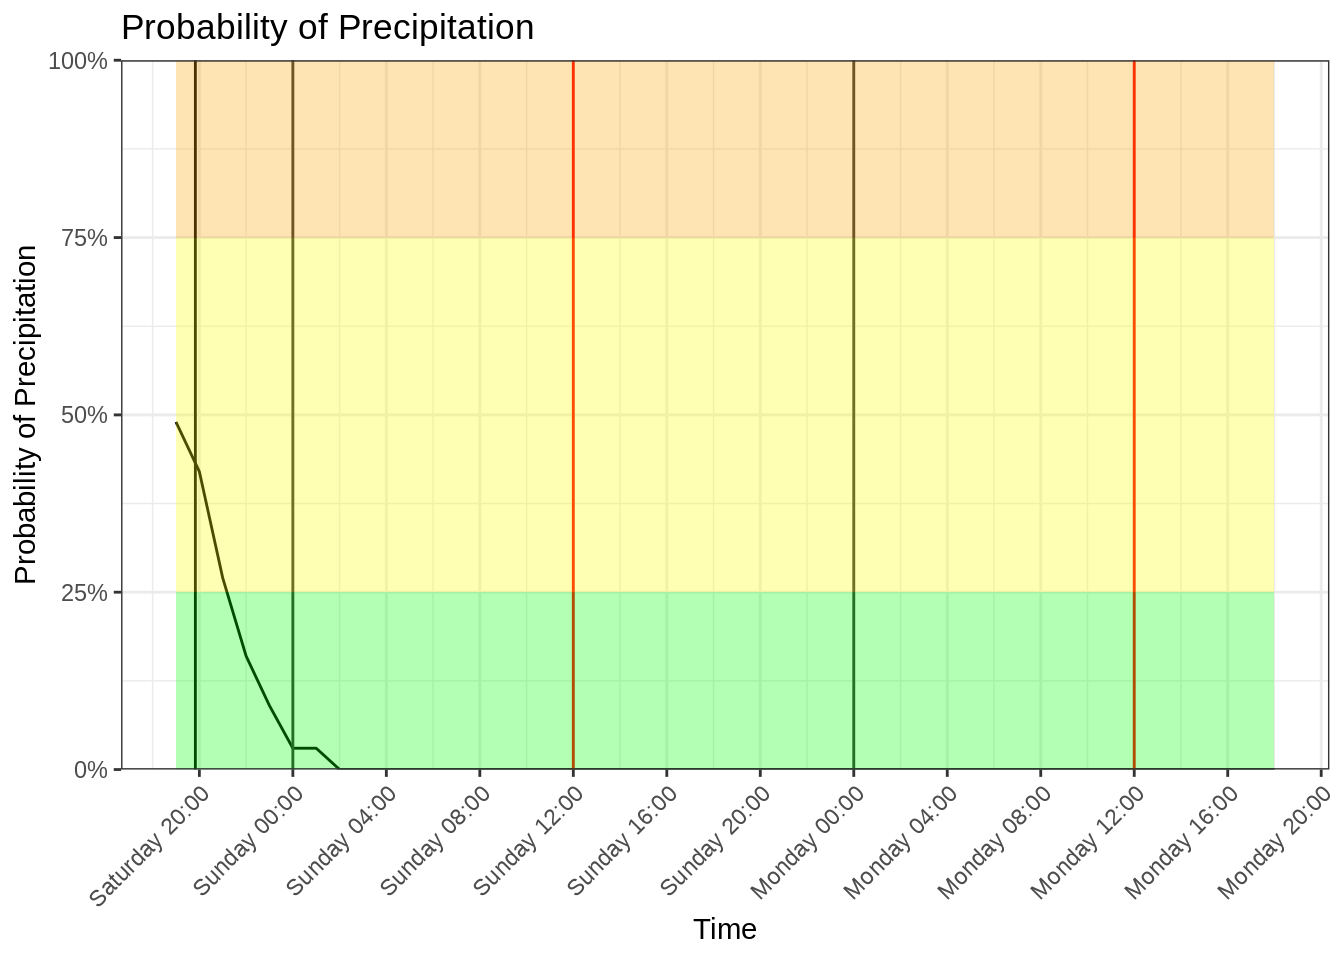 Probability of Precipitation
Probability of Precipitation
100%
75%
50%
25%
0%
Saturday 20:00
Sunday 00:00
Sunday 04:00
Sunday 08:00
Sunday 12:00
Sunday 16:00
Sunday 20:00
Monday 00:00
Monday 04:00
Monday 08:00
Monday 12:00
Monday 16:00
Monday 20:00
Time